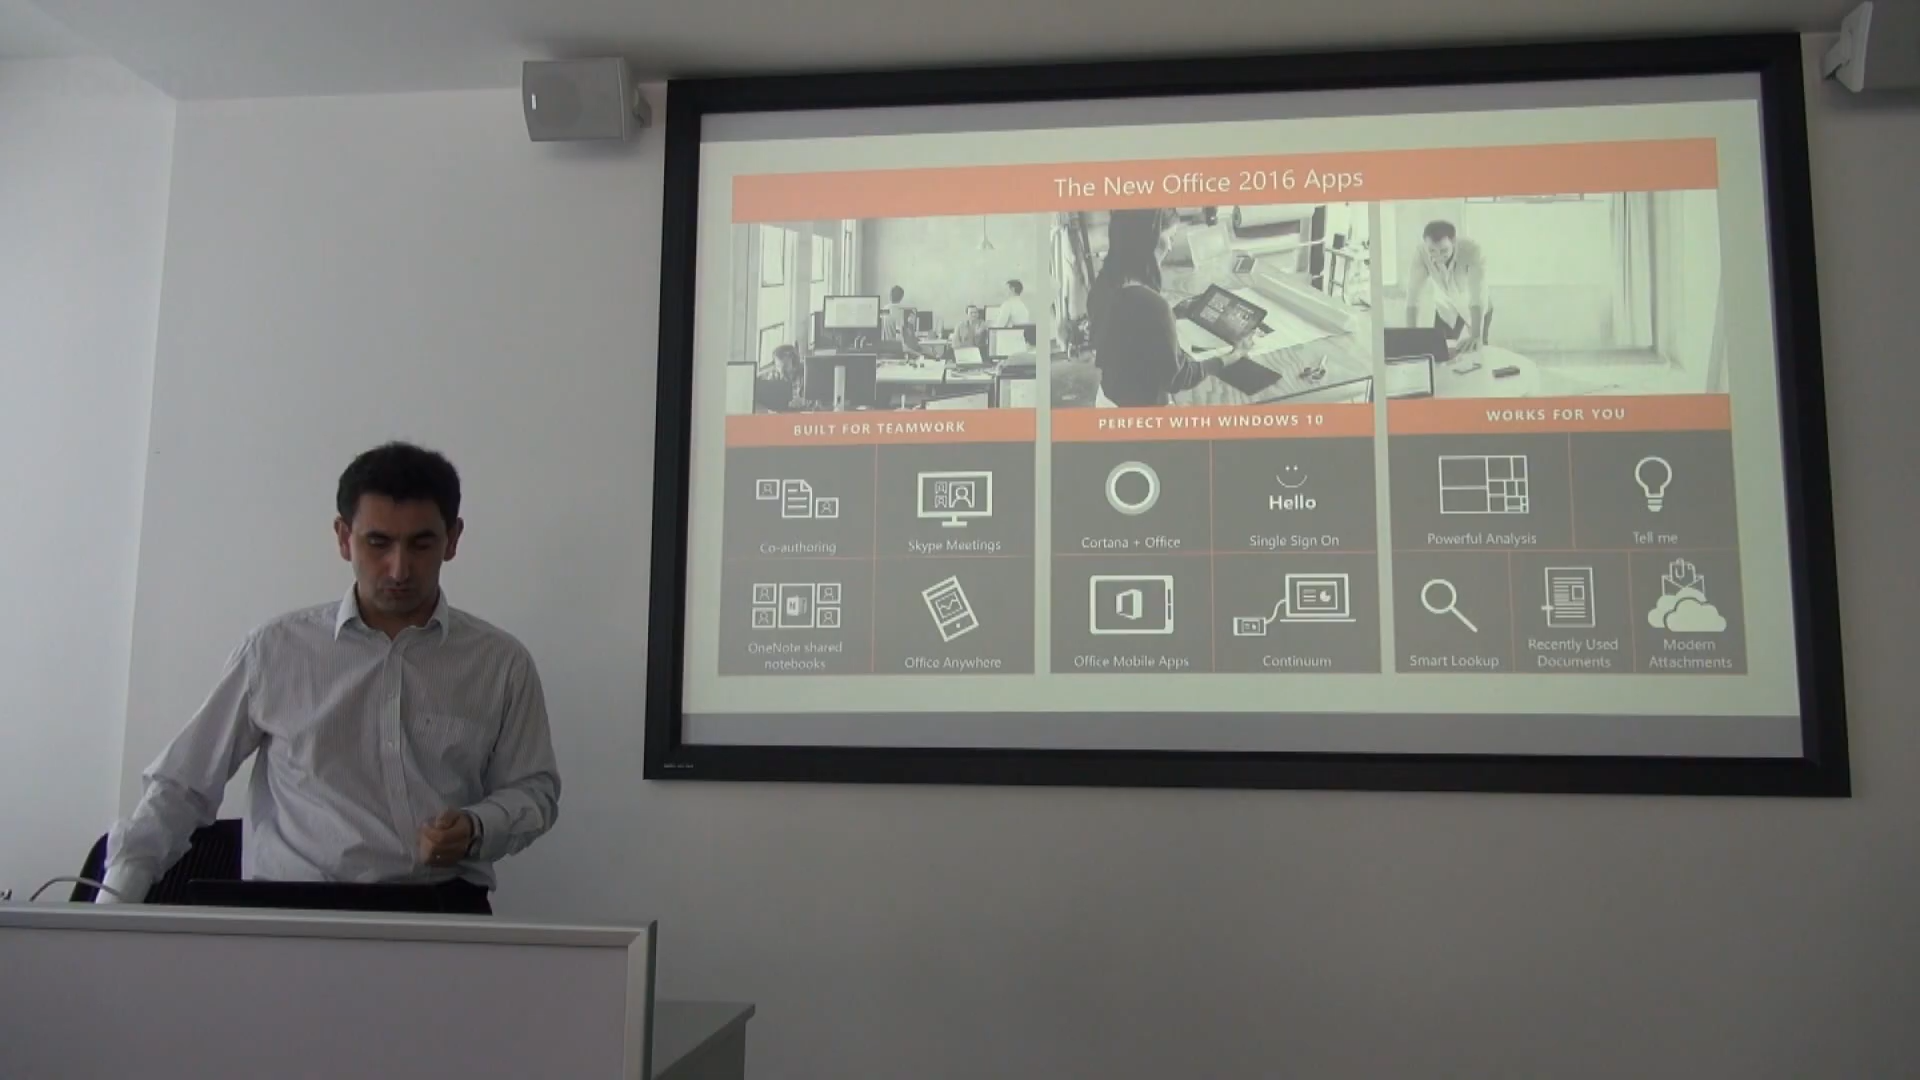 The New Office 2016 Apps
BUILT FOR TEAMWORK
Co-authoring
Skype Meetings
OneNote shared
notebooks
Office Anywhere
PERFECT WITH WINDOWS 10
Cortana + Office
Hello
Single Sign On
Office Mobile Apps
Continuum
WORKS FOR YOU
Powerful Analysis
Tell me
Smart Lookup
Recently Used
Documents
Modern
Attachments